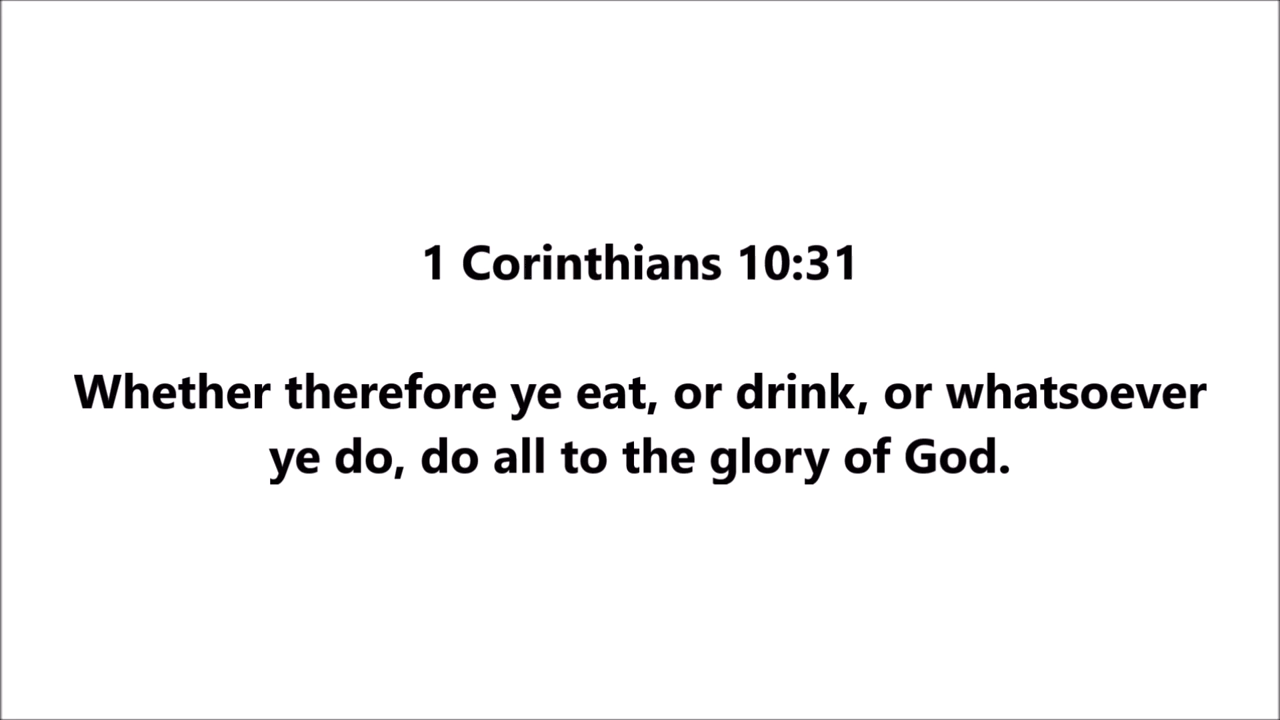 1 Corinthians 10:31
Whether therefore ye eat, or drink, or whatsoever
ye do, do all to the glory of God.